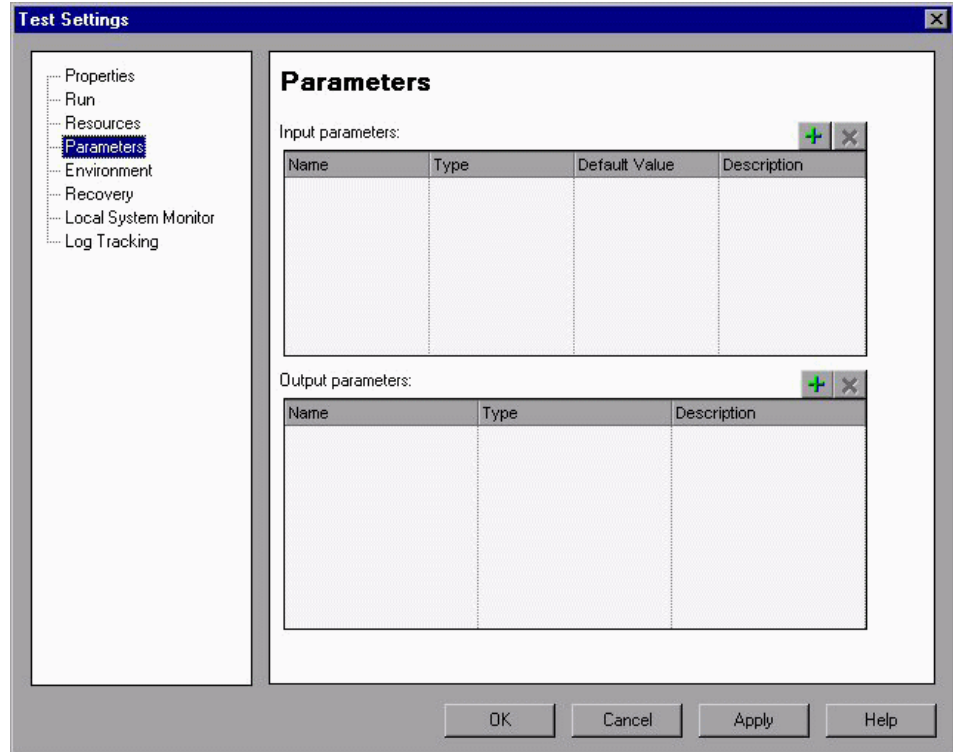 Test Settings
Properties
Run
Resources
Parameters
Environment
Recovery
Local System Monitor
Log Tracking
Parameters
Input parameters:
Name Type Default Value Description
Output parameters:
Name Type Description
OK Cancel Apply Help